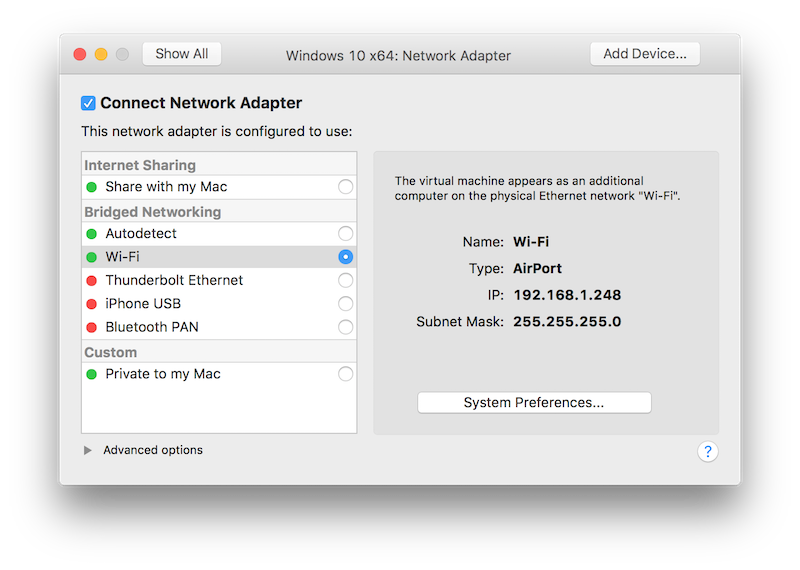 Show All
Windows 10 x64: Network Adapter
Add Device...
Connect Network Adapter
This network adapter is configured to use:
Internet Sharing
Share with my Mac
Bridged Networking
Autodetect
Wi-Fi
Thunderbolt Ethernet
iPhone USB
Bluetooth PAN
Custom
Private to my Mac
The virtual machine appears as an additional
computer on the physical Ethernet network "Wi-Fi".
Name: Wi-Fi
Type: AirPort
IP: 192.168.1.248
Subnet Mask: 255.255.255.0
System Preferences...
Advanced options
?